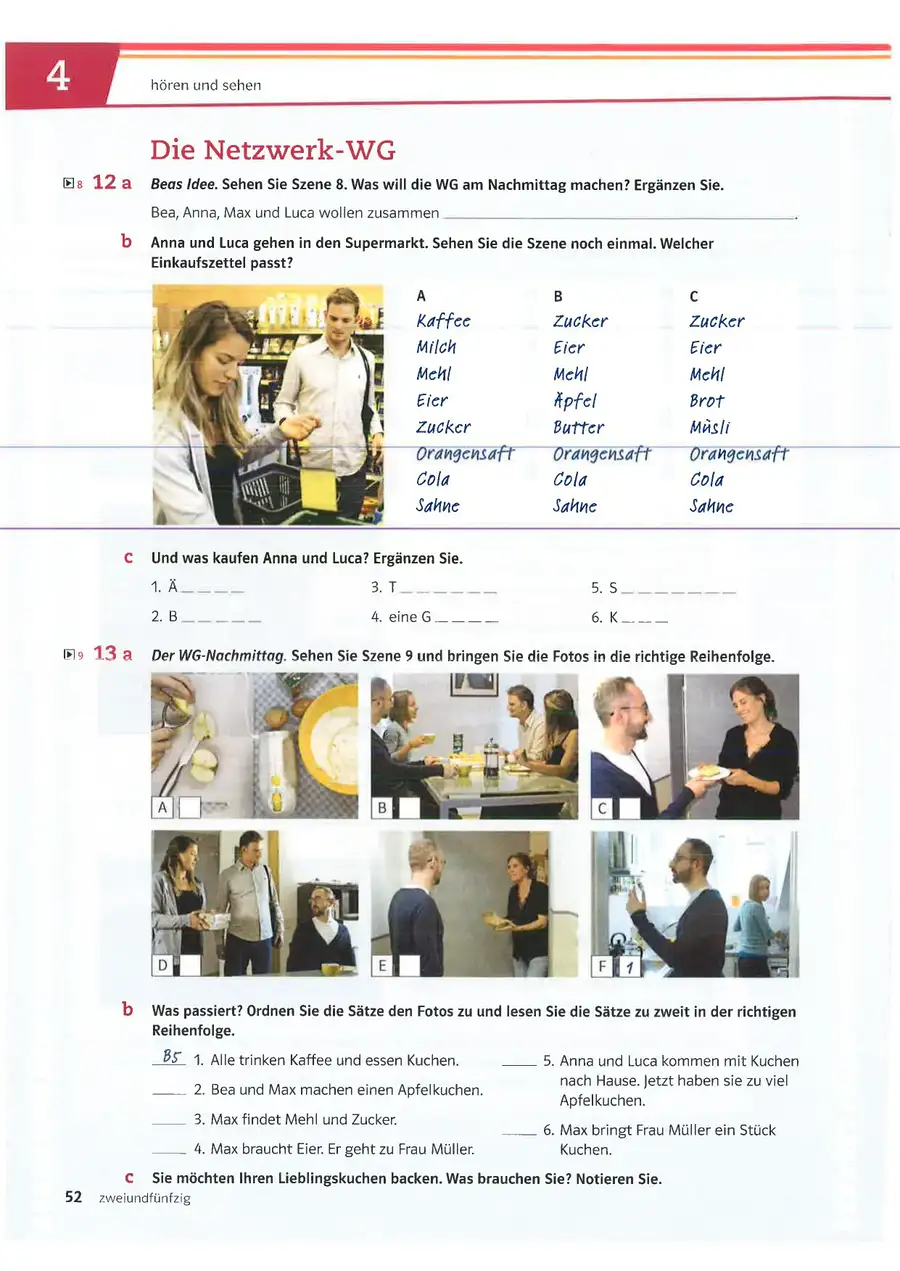 4
hören und sehen
Die Netzwerk-WG
8 12 a Beas Idee. Sehen Sie Szene 8. Was will die WG am Nachmittag machen? Ergänzen Sie.
Bea, Anna, Max und Luca wollen zusammen ____________________.
b Anna und Luca gehen in den Supermarkt. Sehen Sie die Szene noch einmal. Welcher
Einkaufszettel passt?
A B C
Kaffee Zucker Zucker
Milch Eier Eier
Mehl Mehl Mehl
Eier Äpfel Brot
Zucker Butter Müsli
Orangensaft Orangensaft Orangensaft
Cola Cola Cola
Sahne Sahne Sahne
c Und was kaufen Anna und Luca? Ergänzen Sie.
1. Ä _ _ _ _ 3. T _ _ _ _ _ _ 5. S _ _ _ _ _ _ _
2. B _ _ _ _ _ 4. eine G _ _ _ _ 6. K _ _ _
9 13 a Der WG-Nachmittag. Sehen Sie Szene 9 und bringen Sie die Fotos in die richtige Reihenfolge.
A B C
D E F 1
b Was passiert? Ordnen Sie die Sätze den Fotos zu und lesen Sie die Sätze zu zweit in der richtigen
Reihenfolge.
B5 1. Alle trinken Kaffee und essen Kuchen.
____ 2. Bea und Max machen einen Apfelkuchen.
____ 3. Max findet Mehl und Zucker.
____ 4. Max braucht Eier. Er geht zu Frau Müller.
____ 5. Anna und Luca kommen mit Kuchen
nach Hause. Jetzt haben sie zu viel
Apfelkuchen.
____ 6. Max bringt Frau Müller ein Stück
Kuchen.
c Sie möchten Ihren Lieblingskuchen backen. Was brauchen Sie? Notieren Sie.
52 zweiundfünfzig